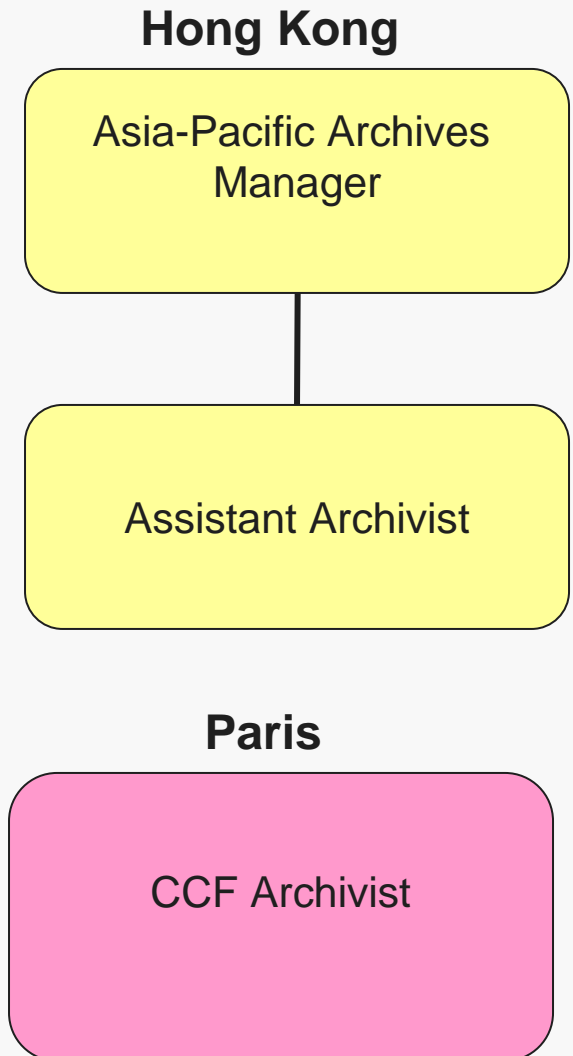 Hong Kong
Asia-Pacific Archives
Manager
Assistant Archivist
Paris
CCF Archivist